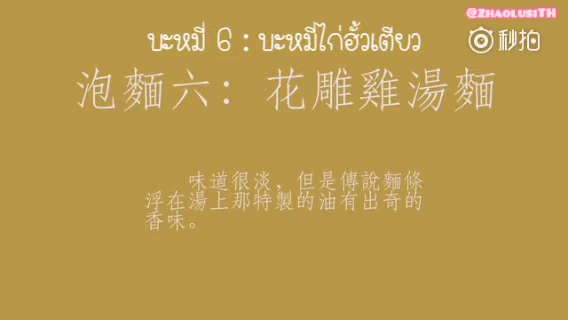 @ZHAOLUSITH
บะหมี่ 6 : บะหมี่ไก่ฮั้วเตียว
秒拍
泡麵六：花雕雞湯麵
味道很淡，但是傳說麵條
浮在湯上那特製的油有出奇的
香味。